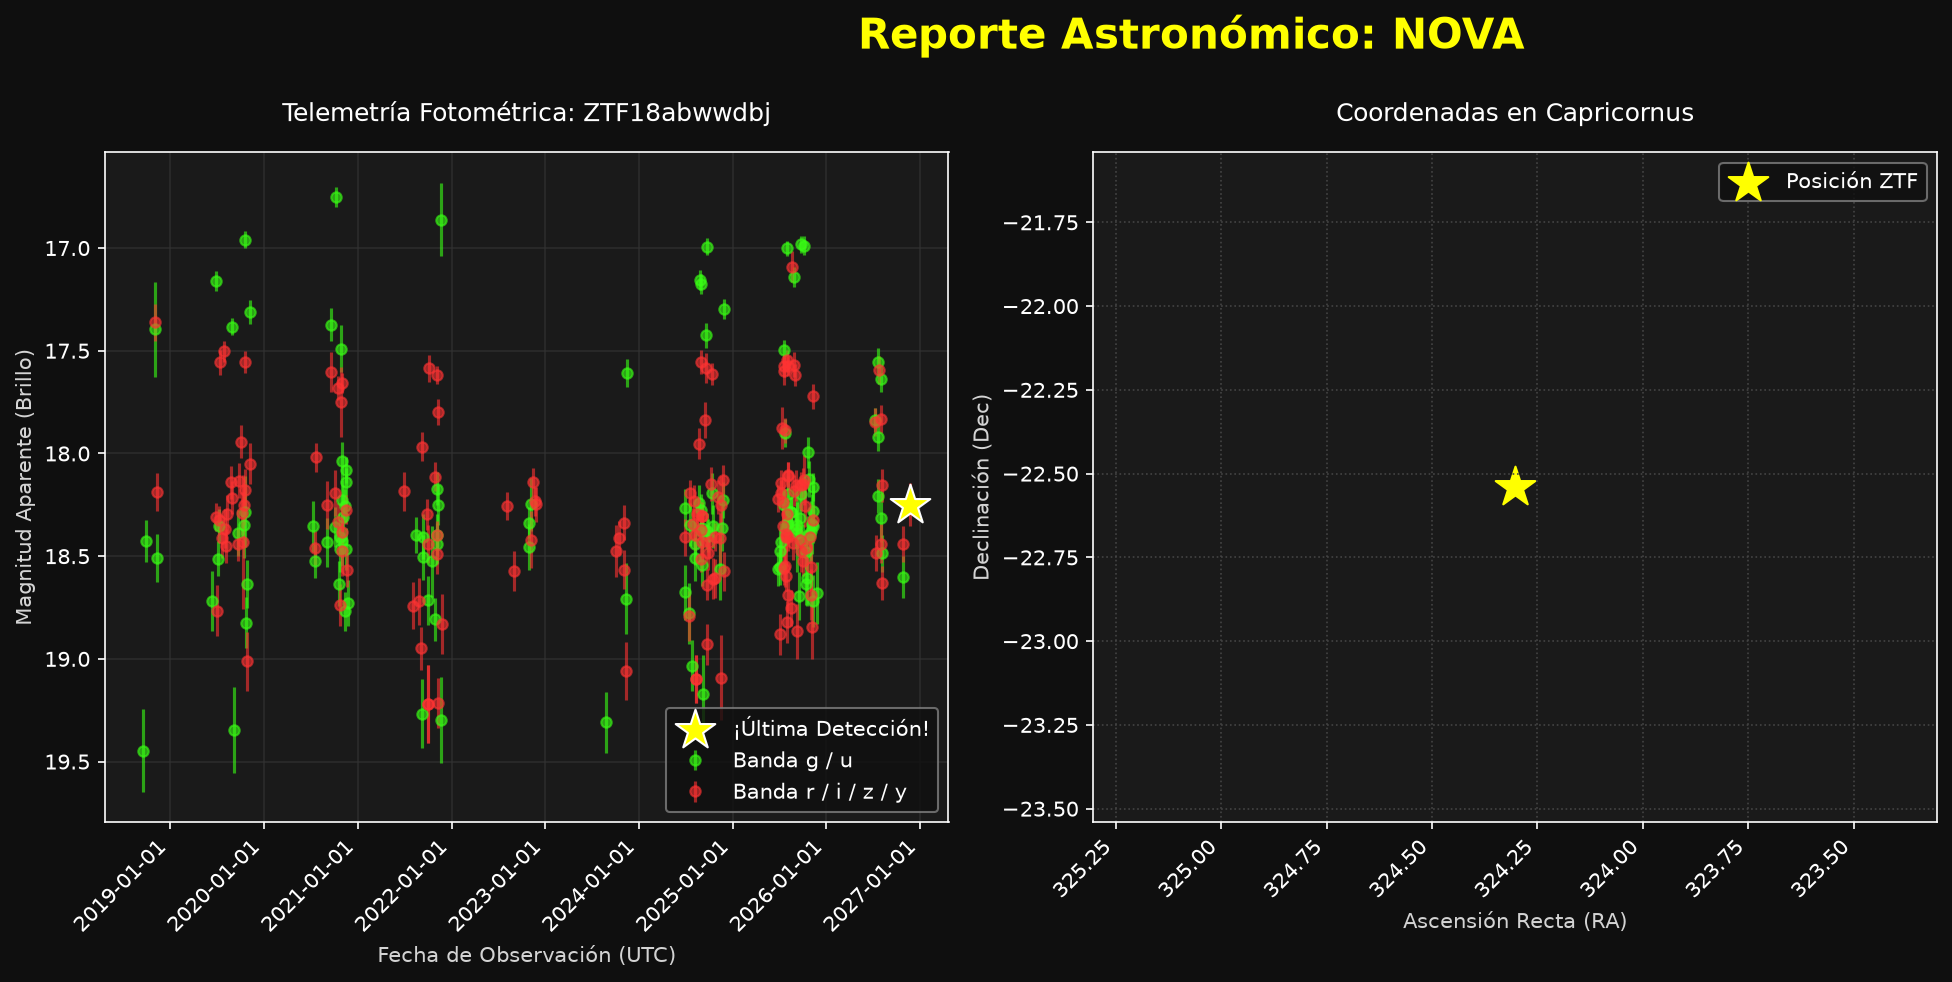 Reporte Astronómico: NOVA
Telemetría Fotométrica: ZTF18abwwdbj
Magnitud Aparente (Brillo)
17.0
17.5
18.0
18.5
19.0
19.5
¡Última Detección!
Banda g / u
Banda r / i / z / y
2019-01-01
2020-01-01
2021-01-01
2022-01-01
2023-01-01
2024-01-01
2025-01-01
2026-01-01
2027-01-01
Fecha de Observación (UTC)
Coordenadas en Capricornus
Posición ZTF
Declinación (Dec)
−21.75
−22.00
−22.25
−22.50
−22.75
−23.00
−23.25
−23.50
325.25
325.00
324.75
324.50
324.25
324.00
323.75
323.50
Ascensión Recta (RA)